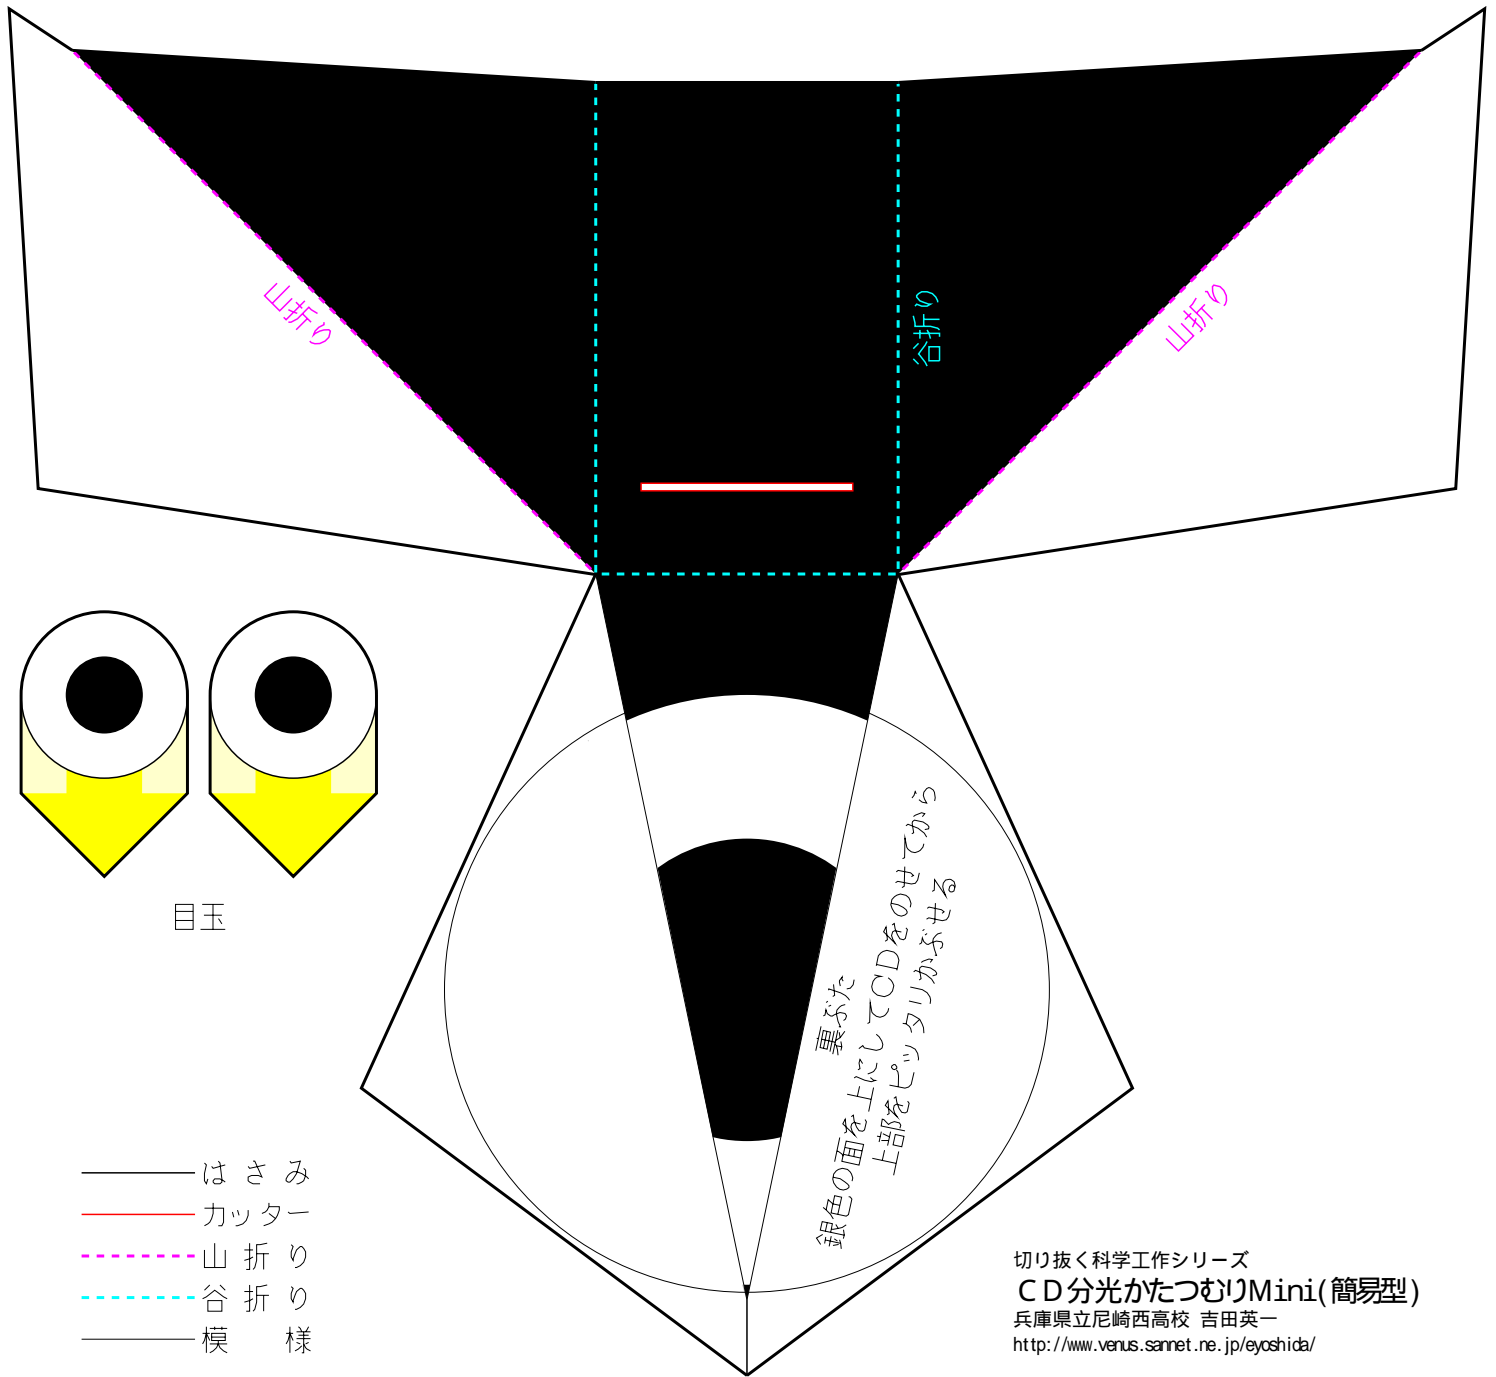 山折り
谷折り
山折り
目玉
裏ぶた
銀色の面を上にしてCDをのせてから
上部をピッタリかぶせる
はさみ
カッター
山折り
谷折り
模様
切り抜く科学工作シリーズ
CD分光かたつむりMini(簡易型)
兵庫県立尼崎西高校 吉田英一
http://www.venus.sannet.ne.jp/eyoshida/